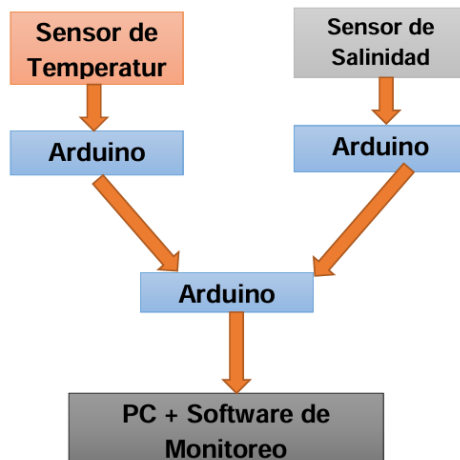 Sensor de
Temperatur
Sensor de
Salinidad
Arduino
Arduino
Arduino
PC + Software de
Monitoreo